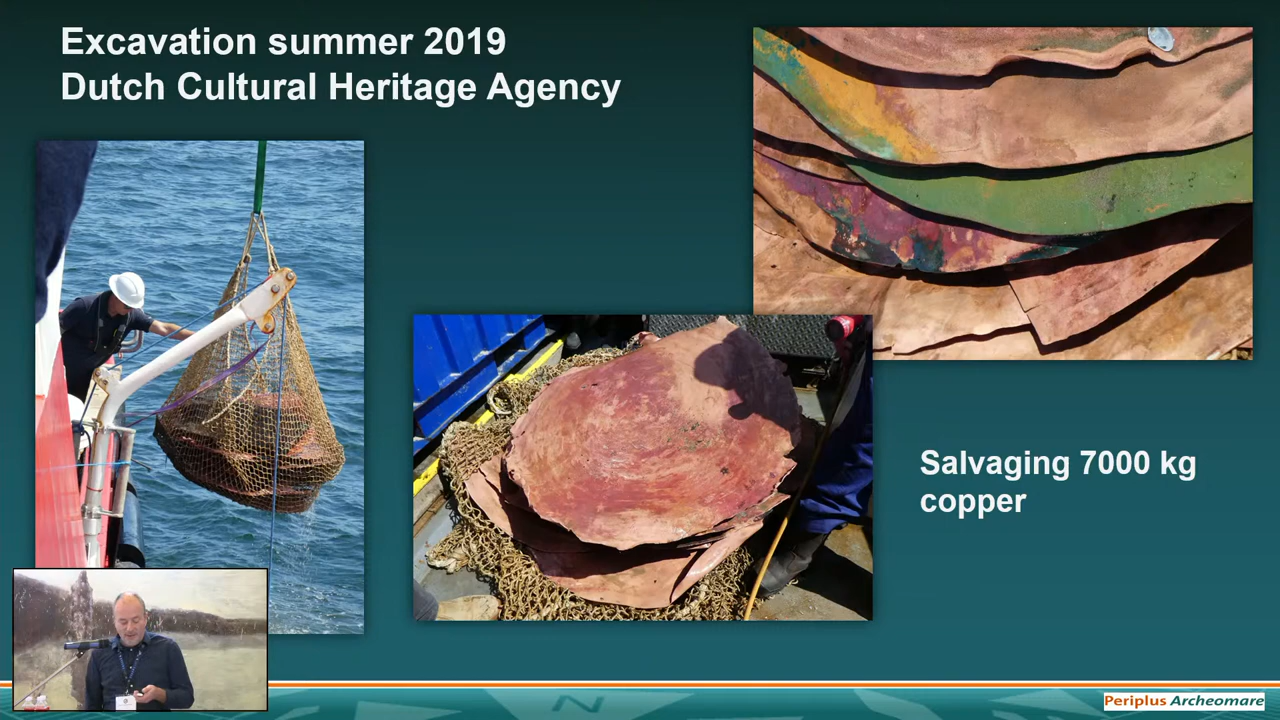 Excavation summer 2019
Dutch Cultural Heritage Agency
Salvaging 7000 kg
copper
Periplus Archeomare